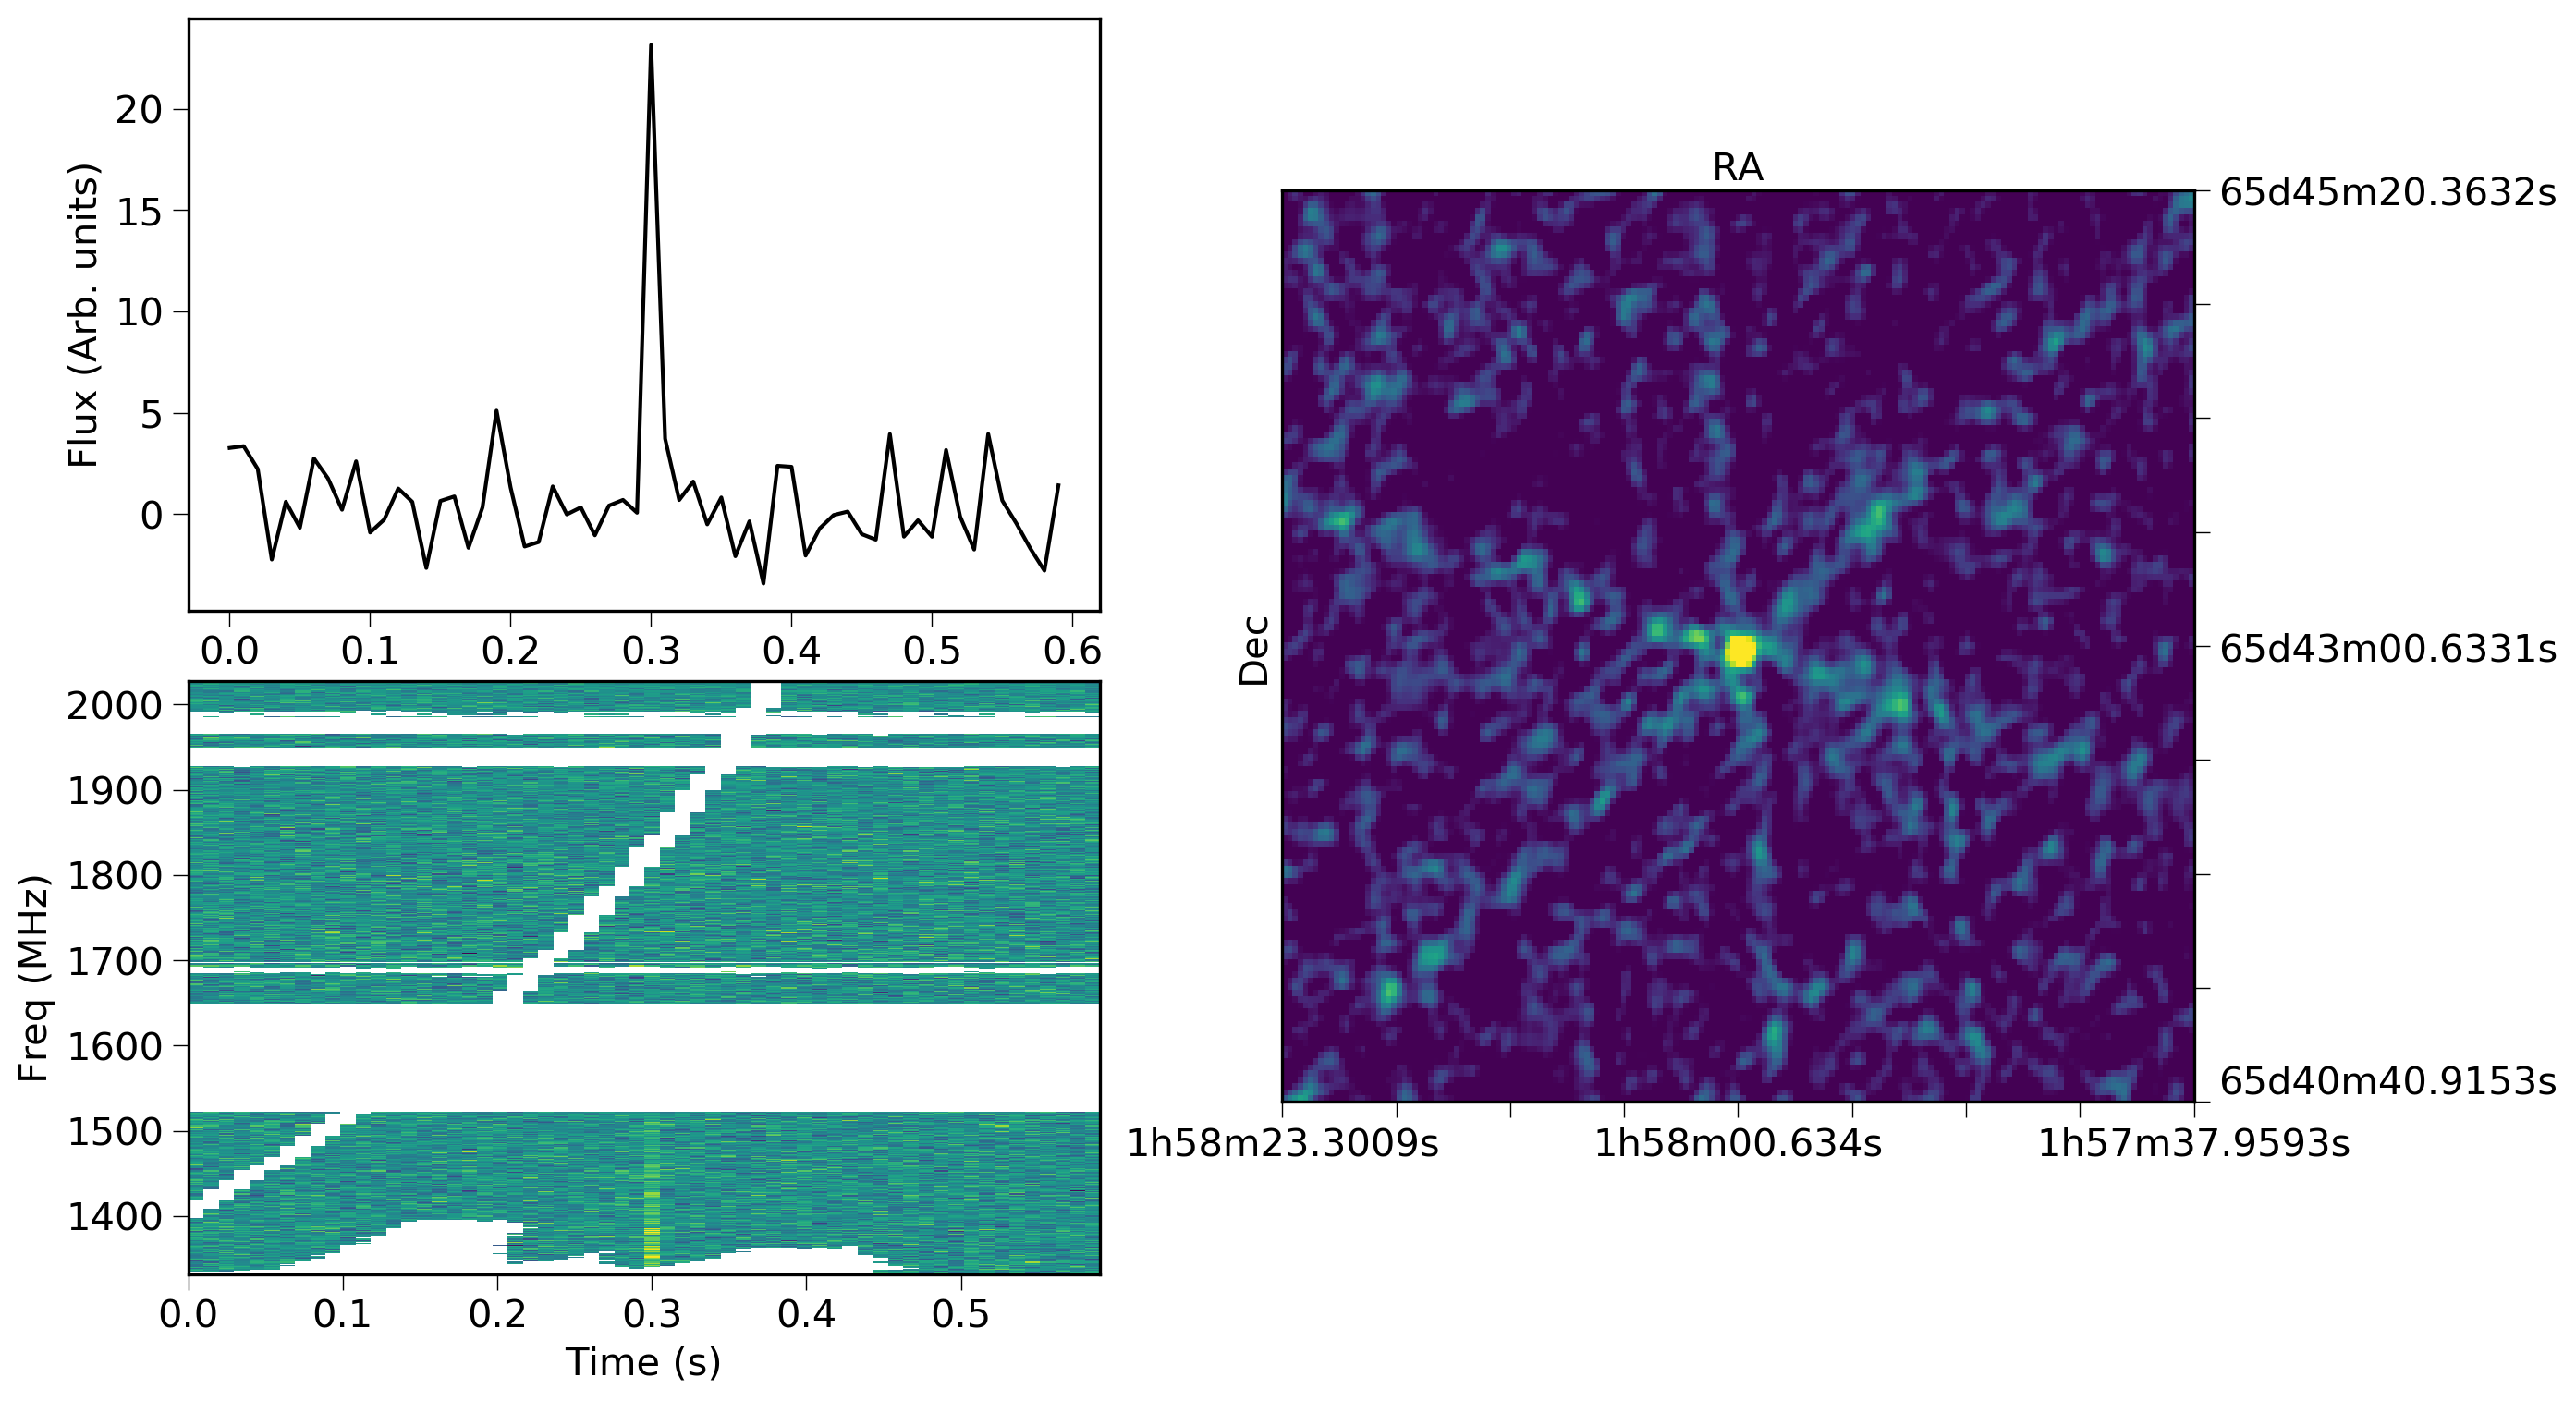 Flux (Arb. units)
20
15
10
5
0
0.0 0.1 0.2 0.3 0.4 0.5 0.6
Freq (MHz)
2000
1900
1800
1700
1600
1500
1400
0.0 0.1 0.2 0.3 0.4 0.5
Time (s)
RA
Dec
65d45m20.3632s
65d43m00.6331s
65d40m40.9153s
1h58m23.3009s 1h58m00.634s 1h57m37.9593s